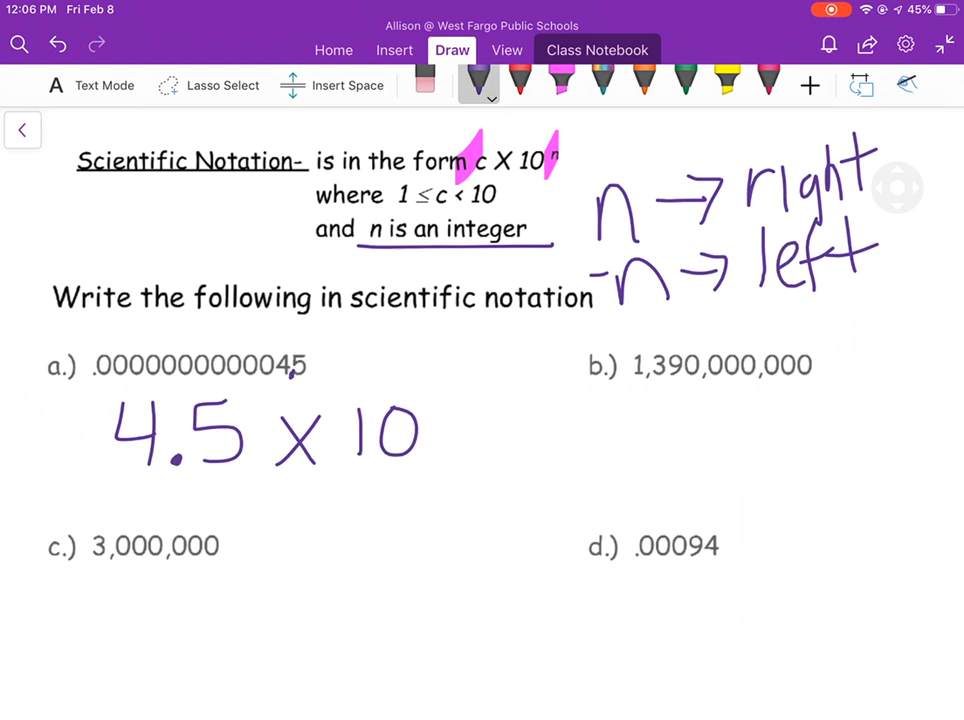 12:06 PM Fri Feb 8
45%
Allison @ West Fargo Public Schools
Home Insert Draw View Class Notebook
A Text Mode Lasso Select Insert Space
Scientific Notation- is in the form c X 10ⁿ
where 1 ≤ c < 10
and n is an integer
n → right
-n → left
Write the following in scientific notation
a.) .000000000004.5
b.) 1,390,000,000
4.5 x 10
c.) 3,000,000
d.) .00094